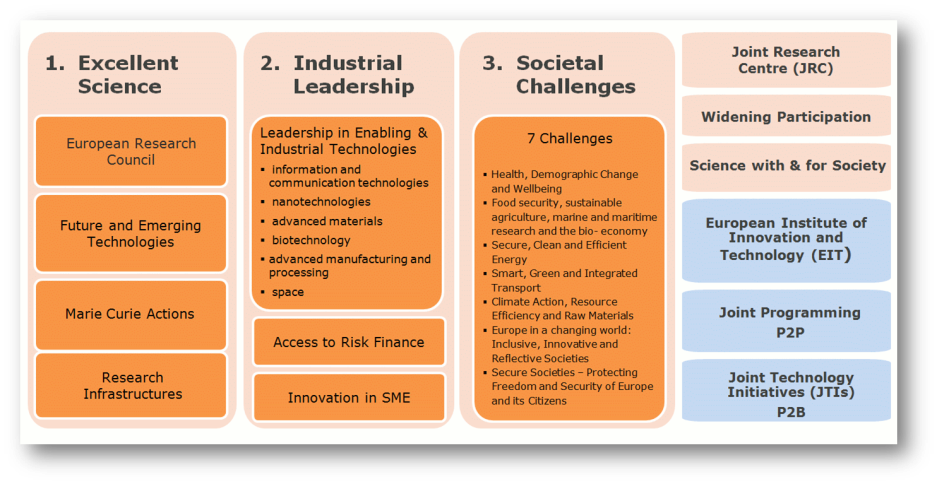 1. Excellent
Science
European Research
Council
Future and Emerging
Technologies
Marie Curie Actions
Research
Infrastructures
2. Industrial
Leadership
Leadership in Enabling &
Industrial Technologies
▪ information and
communication technologies
▪ nanotechnologies
▪ advanced materials
▪ biotechnology
▪ advanced manufacturing and
processing
▪ space
Access to Risk Finance
Innovation in SME
3. Societal
Challenges
7 Challenges
▪ Health, Demographic Change
and Wellbeing
▪ Food security, sustainable
agriculture, marine and maritime
research and the bio- economy
▪ Secure, Clean and Efficient
Energy
▪ Smart, Green and Integrated
Transport
▪ Climate Action, Resource
Efficiency and Raw Materials
▪ Europe in a changing world:
Inclusive, Innovative and
Reflective Societies
▪ Secure Societies – Protecting
Freedom and Security of Europe
and its Citizens
Joint Research
Centre (JRC)
Widening Participation
Science with & for Society
European Institute of
Innovation and
Technology (EIT)
Joint Programming
P2P
Joint Technology
Initiatives (JTIs)
P2B